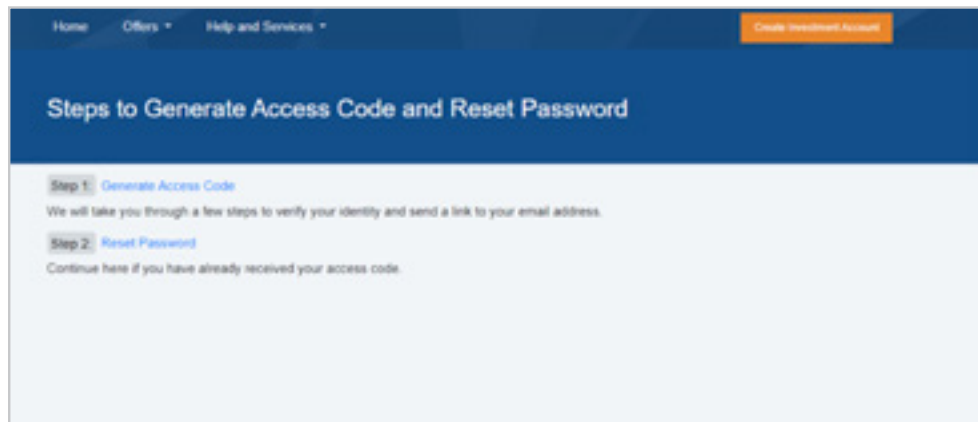 Home Offers Help and Services Create Investment Account
Steps to Generate Access Code and Reset Password
Step 1: Generate Access Code
We will take you through a few steps to verify your identity and send a link to your email address.
Step 2: Reset Password
Continue here if you have already received your access code.